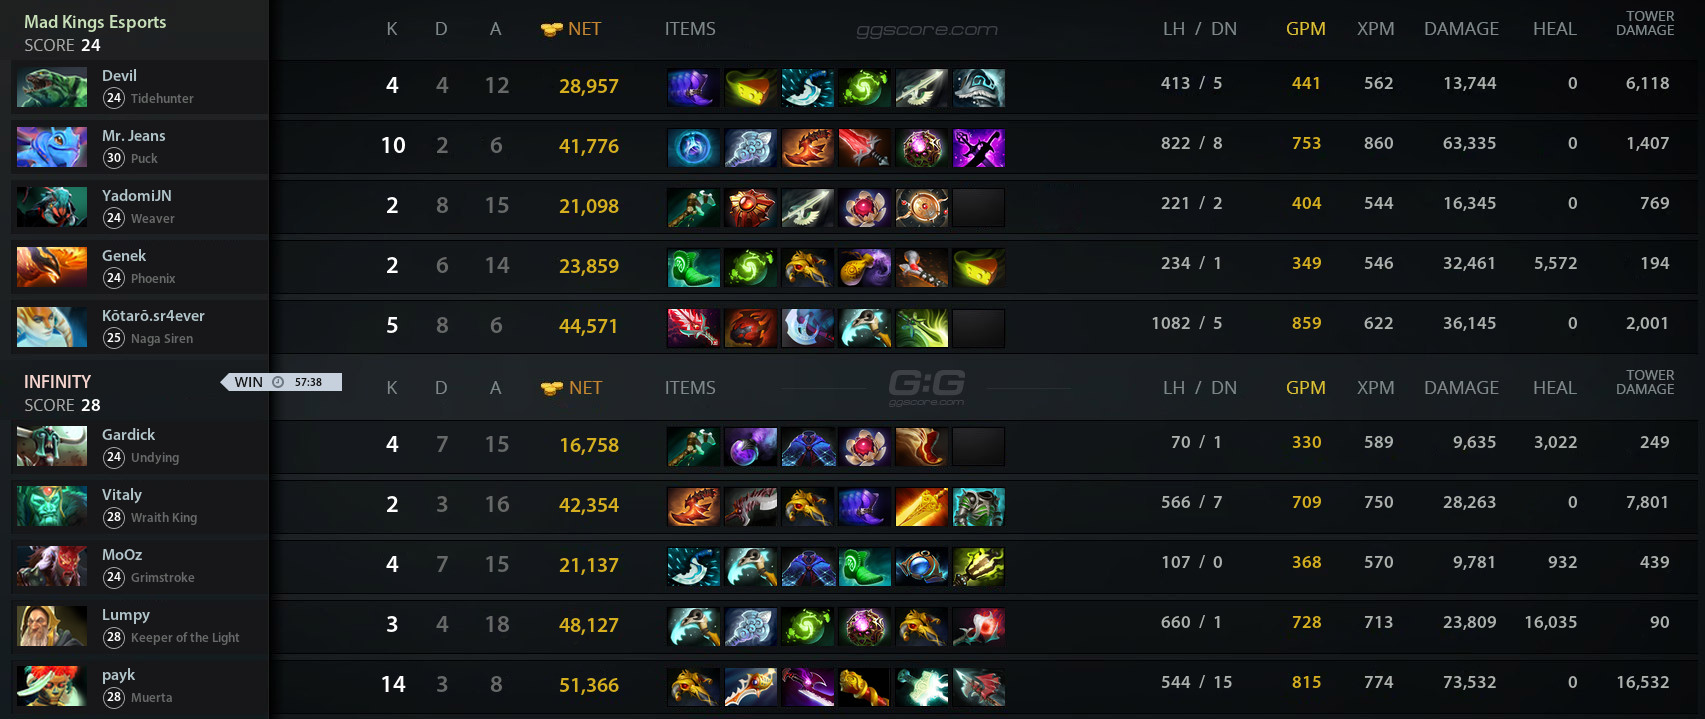 Mad Kings Esports K D A NET ITEMS ggscore.com LH / DN GPM XPM DAMAGE HEAL TOWER DAMAGE
SCORE 24
Devil 4 4 12 28,957 413 / 5 441 562 13,744 0 6,118
24 Tidehunter
Mr. Jeans 10 2 6 41,776 822 / 8 753 860 63,335 0 1,407
30 Puck
YadomiJN 2 8 15 21,098 221 / 2 404 544 16,345 0 769
24 Weaver
Genek 2 6 14 23,859 234 / 1 349 546 32,461 5,572 194
24 Phoenix
Kōtarō.sr4ever 5 8 6 44,571 1082 / 5 859 622 36,145 0 2,001
25 Naga Siren
INFINITY WIN 57:38 K D A NET ITEMS G:G ggscore.com LH / DN GPM XPM DAMAGE HEAL TOWER DAMAGE
SCORE 28
Gardick 4 7 15 16,758 70 / 1 330 589 9,635 3,022 249
24 Undying
Vitaly 2 3 16 42,354 566 / 7 709 750 28,263 0 7,801
28 Wraith King
MoOz 4 7 15 21,137 107 / 0 368 570 9,781 932 439
24 Grimstroke
Lumpy 3 4 18 48,127 660 / 1 728 713 23,809 16,035 90
28 Keeper of the Light
payk 14 3 8 51,366 544 / 15 815 774 73,532 0 16,532
28 Muerta